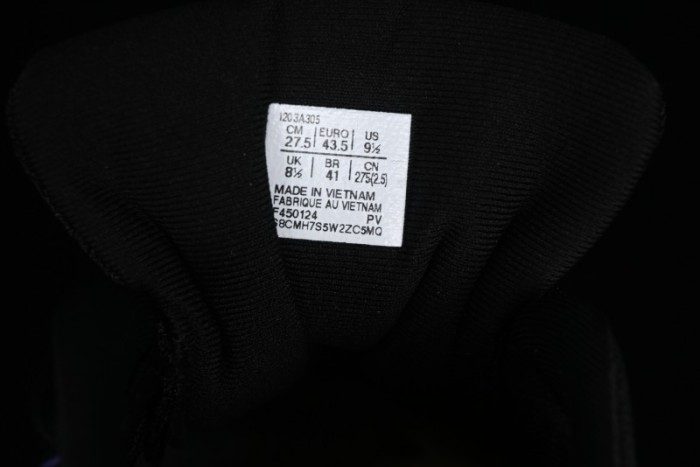 1203A305
CM EURO US
27.5 43.5 9½
UK BR CN
8½ 41 275(2.5)
MADE IN VIETNAM
FABRIQUE AU VIETNAM
F450124 PV